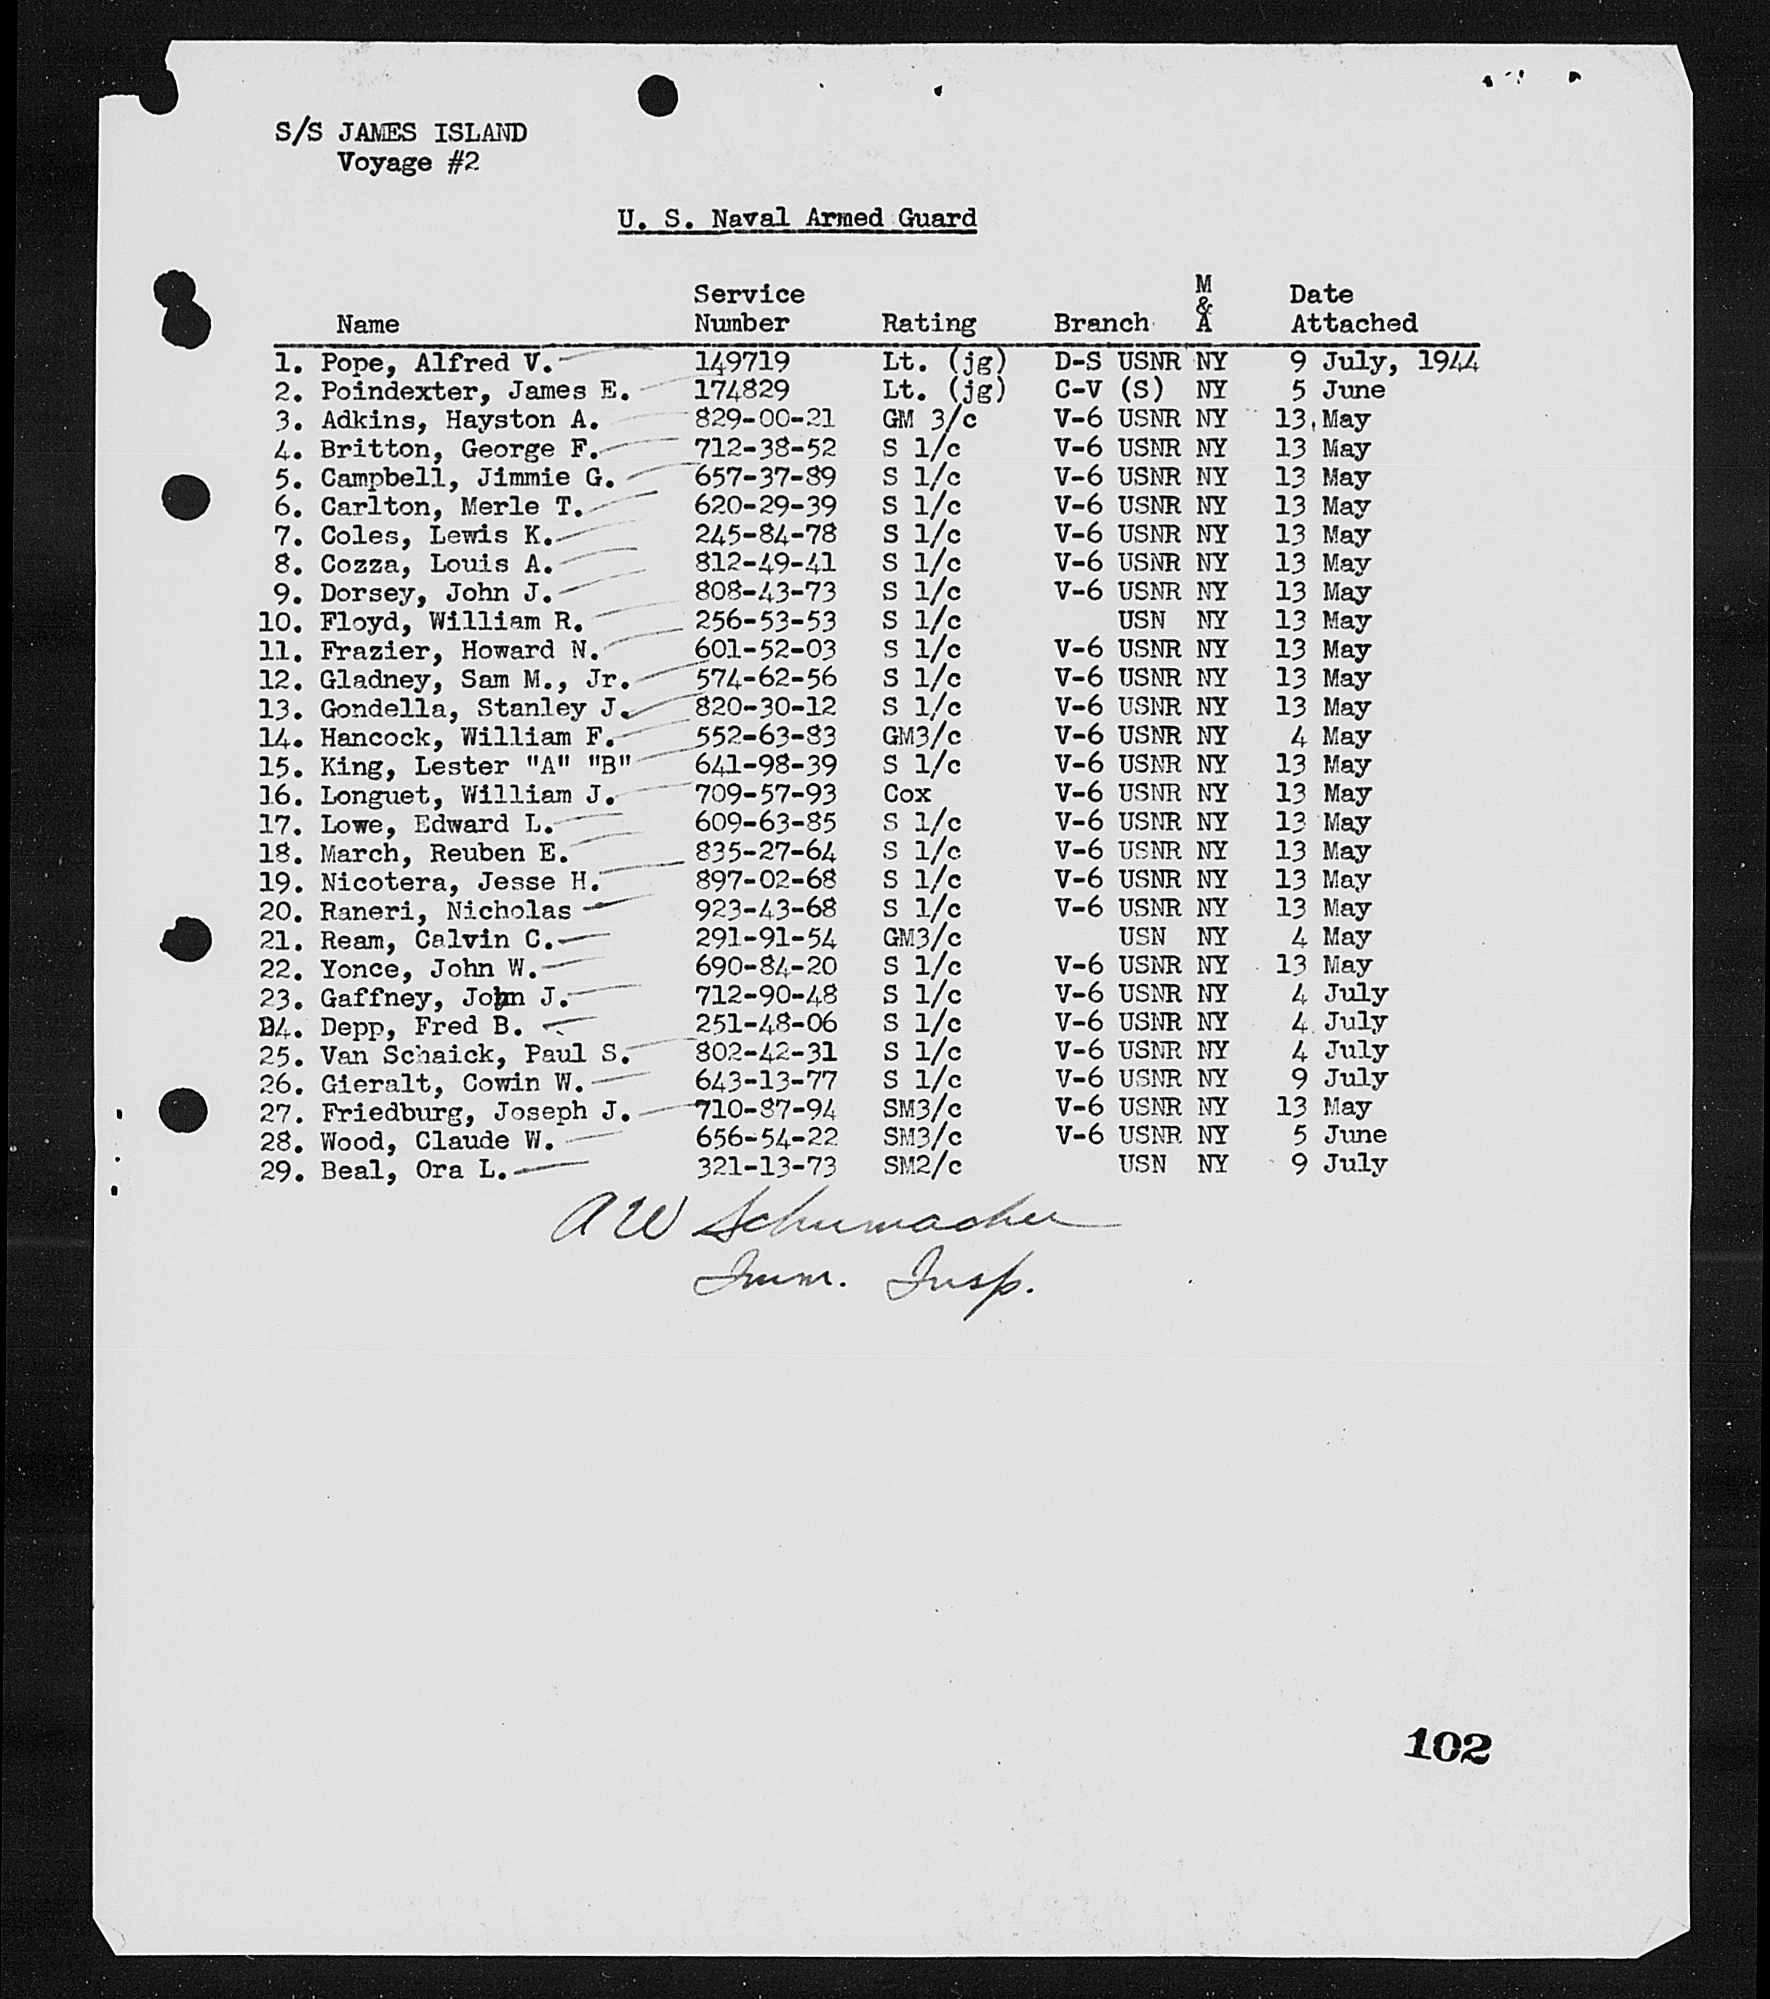 S/S JAMES ISLAND
Voyage #2
U. S. Naval Armed Guard
Name Service Number Rating Branch M & A Date Attached
1. Pope, Alfred V. 149719 Lt. (jg) D-S USNR NY 9 July, 1944
2. Poindexter, James E. 174829 Lt. (jg) C-V (S) NY 5 June
3. Adkins, Hayston A. 829-00-21 GM 3/c V-6 USNR NY 13 May
4. Britton, George F. 712-38-52 S 1/c V-6 USNR NY 13 May
5. Campbell, Jimmie G. 657-37-89 S 1/c V-6 USNR NY 13 May
6. Carlton, Merle T. 620-29-39 S 1/c V-6 USNR NY 13 May
7. Coles, Lewis K. 245-84-78 S 1/c V-6 USNR NY 13 May
8. Cozza, Louis A. 812-49-41 S 1/c V-6 USNR NY 13 May
9. Dorsey, John J. 808-43-73 S 1/c V-6 USNR NY 13 May
10. Floyd, William R. 256-53-53 S 1/c USN NY 13 May
11. Frazier, Howard N. 601-52-03 S 1/c V-6 USNR NY 13 May
12. Gladney, Sam M., Jr. 574-62-56 S 1/c V-6 USNR NY 13 May
13. Gondella, Stanley J. 820-30-12 S 1/c V-6 USNR NY 13 May
14. Hancock, William F. 552-63-83 GM3/c V-6 USNR NY 4 May
15. King, Lester "A" "B" 641-98-39 S 1/c V-6 USNR NY 13 May
16. Longuet, William J. 709-57-93 Cox V-6 USNR NY 13 May
17. Lowe, Edward L. 609-63-85 S 1/c V-6 USNR NY 13 May
18. March, Reuben E. 835-27-64 S 1/c V-6 USNR NY 13 May
19. Nicotera, Jesse H. 897-02-68 S 1/c V-6 USNR NY 13 May
20. Raneri, Nicholas 923-43-68 S 1/c V-6 USNR NY 13 May
21. Ream, Calvin C. 291-91-54 GM3/c USN NY 4 May
22. Yonce, John W. 690-84-20 S 1/c V-6 USNR NY 13 May
23. Gaffney, John J. 712-90-48 S 1/c V-6 USNR NY 4 July
24. Depp, Fred B. 251-48-06 S 1/c V-6 USNR NY 4 July
25. Van Schaick, Paul S. 802-42-31 S 1/c V-6 USNR NY 4 July
26. Gieralt, Cowin W. 643-13-77 S 1/c V-6 USNR NY 9 July
27. Friedburg, Joseph J. 710-87-94 SM3/c V-6 USNR NY 13 May
28. Wood, Claude W. 656-54-22 SM3/c V-6 USNR NY 5 June
29. Beal, Ora L. 321-13-73 SM2/c USN NY 9 July
A W Schumacher
Imm. Insp.
102